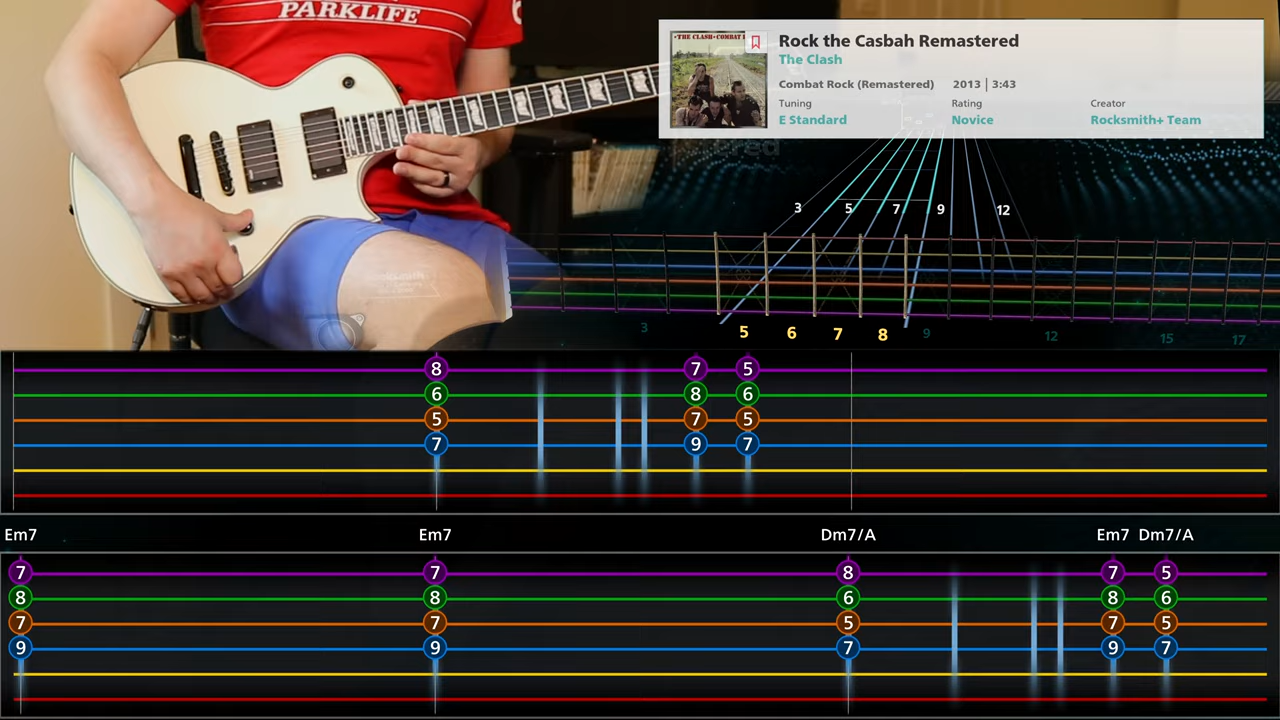 PARKLIFE
THE CLASH COMBAT
Rock the Casbah Remastered
The Clash
Combat Rock (Remastered) 2013 | 3:43
Tuning Rating Creator
E Standard Novice Rocksmith+ Team
3 5 7 9 12
3 5 6 7 8 9 12 15 17
8 7 5
6 8 6
5 7 5
7 9 7
Em7 Em7 Dm7/A Em7 Dm7/A
7 7 8 7 5
8 8 6 8 6
7 7 5 7 5
9 9 7 9 7